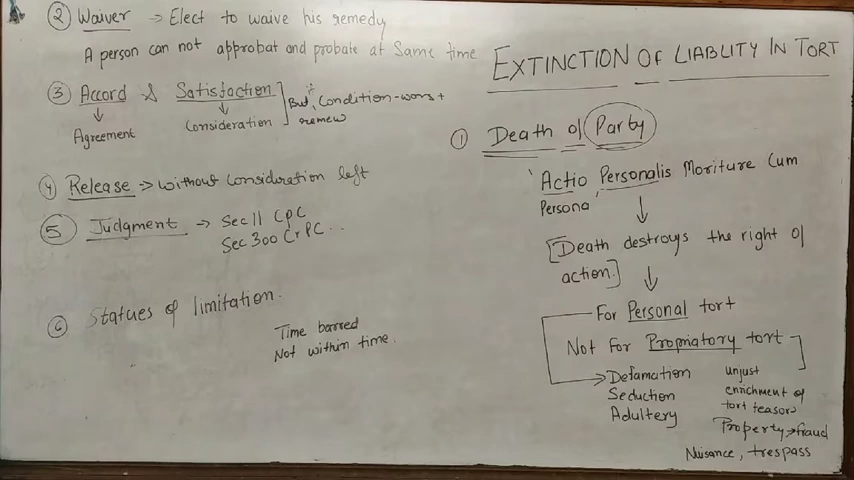 EXTINCTION OF LIABLITY IN TORT
① Death of Party
'Actio Personalis Moriture Cum
Persona'
↓
[Death destroys the right of
action.]
↓
For Personal tort
Not for Propriatory tort
→ Defamation
Seduction
Adultery
unjust
enrichment of
tort teasors
Property → fraud
Nuisance, trespass
② Waiver → Elect to waive his remedy
A person can not approbat and probate at same time
③ Accord & Satisfaction
↓ ↓
Agreement Consideration
But, Condition
④ Release → without consideration left
⑤ Judgment → Sec 11 CPC
Sec 300 CrPC...
⑥ Statues of limitation.
Time barred
Not within time.